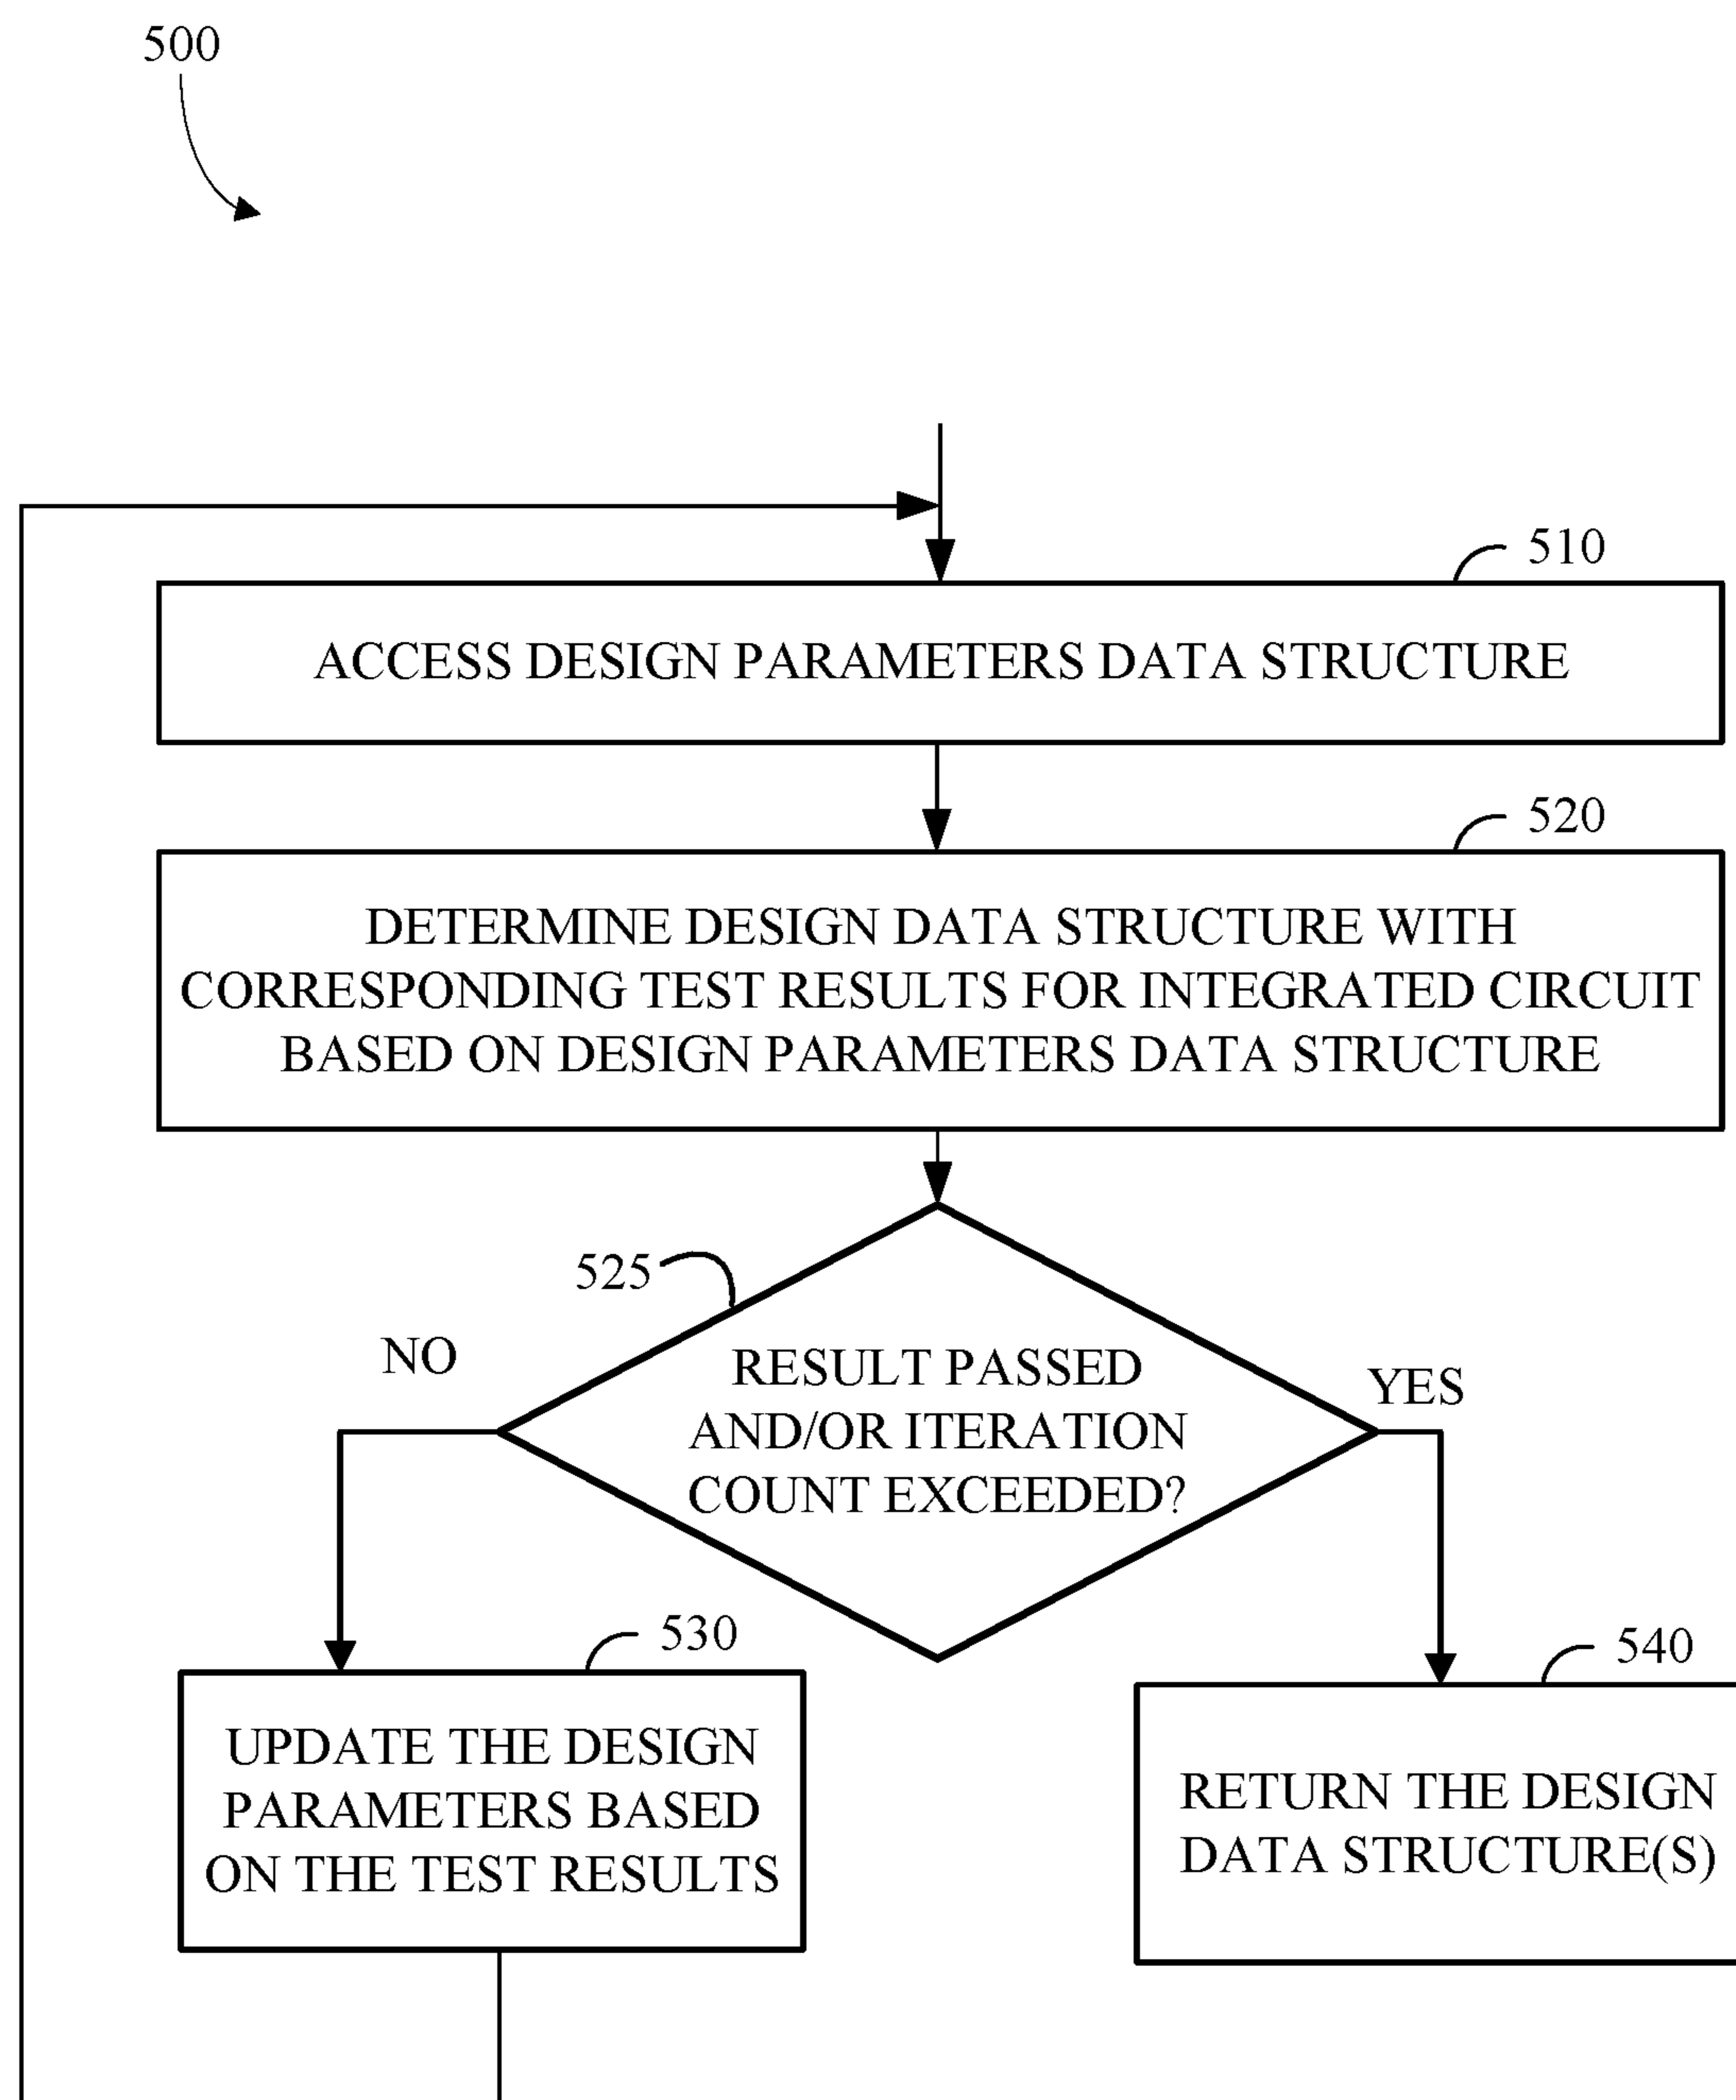 500
510
ACCESS DESIGN PARAMETERS DATA STRUCTURE
520
DETERMINE DESIGN DATA STRUCTURE WITH
CORRESPONDING TEST RESULTS FOR INTEGRATED CIRCUIT
BASED ON DESIGN PARAMETERS DATA STRUCTURE
525
NO
RESULT PASSED
AND/OR ITERATION
COUNT EXCEEDED?
YES
530
UPDATE THE DESIGN
PARAMETERS BASED
ON THE TEST RESULTS
540
RETURN THE DESIGN
DATA STRUCTURE(S)